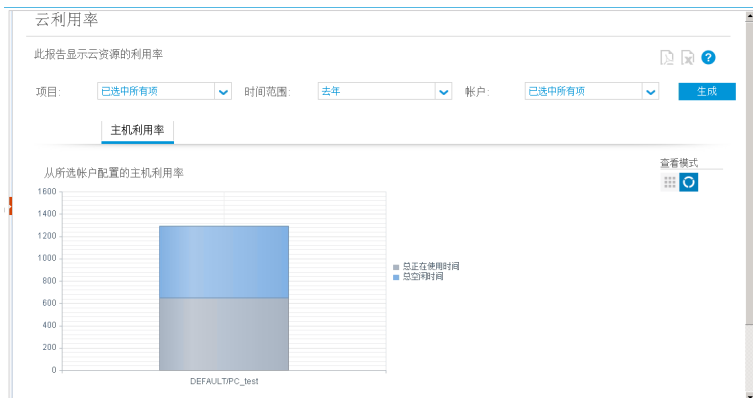 云利用率
此报告显示云资源的利用率
项目: 已选中所有项 时间范围: 去年 帐户: 已选中所有项 生成
主机利用率
查看模式
从所选帐户配置的主机利用率
1600
1400
1200
1000
800
600
400
200
0
总正在使用时间
总空闲时间
DEFAULT/PC_test